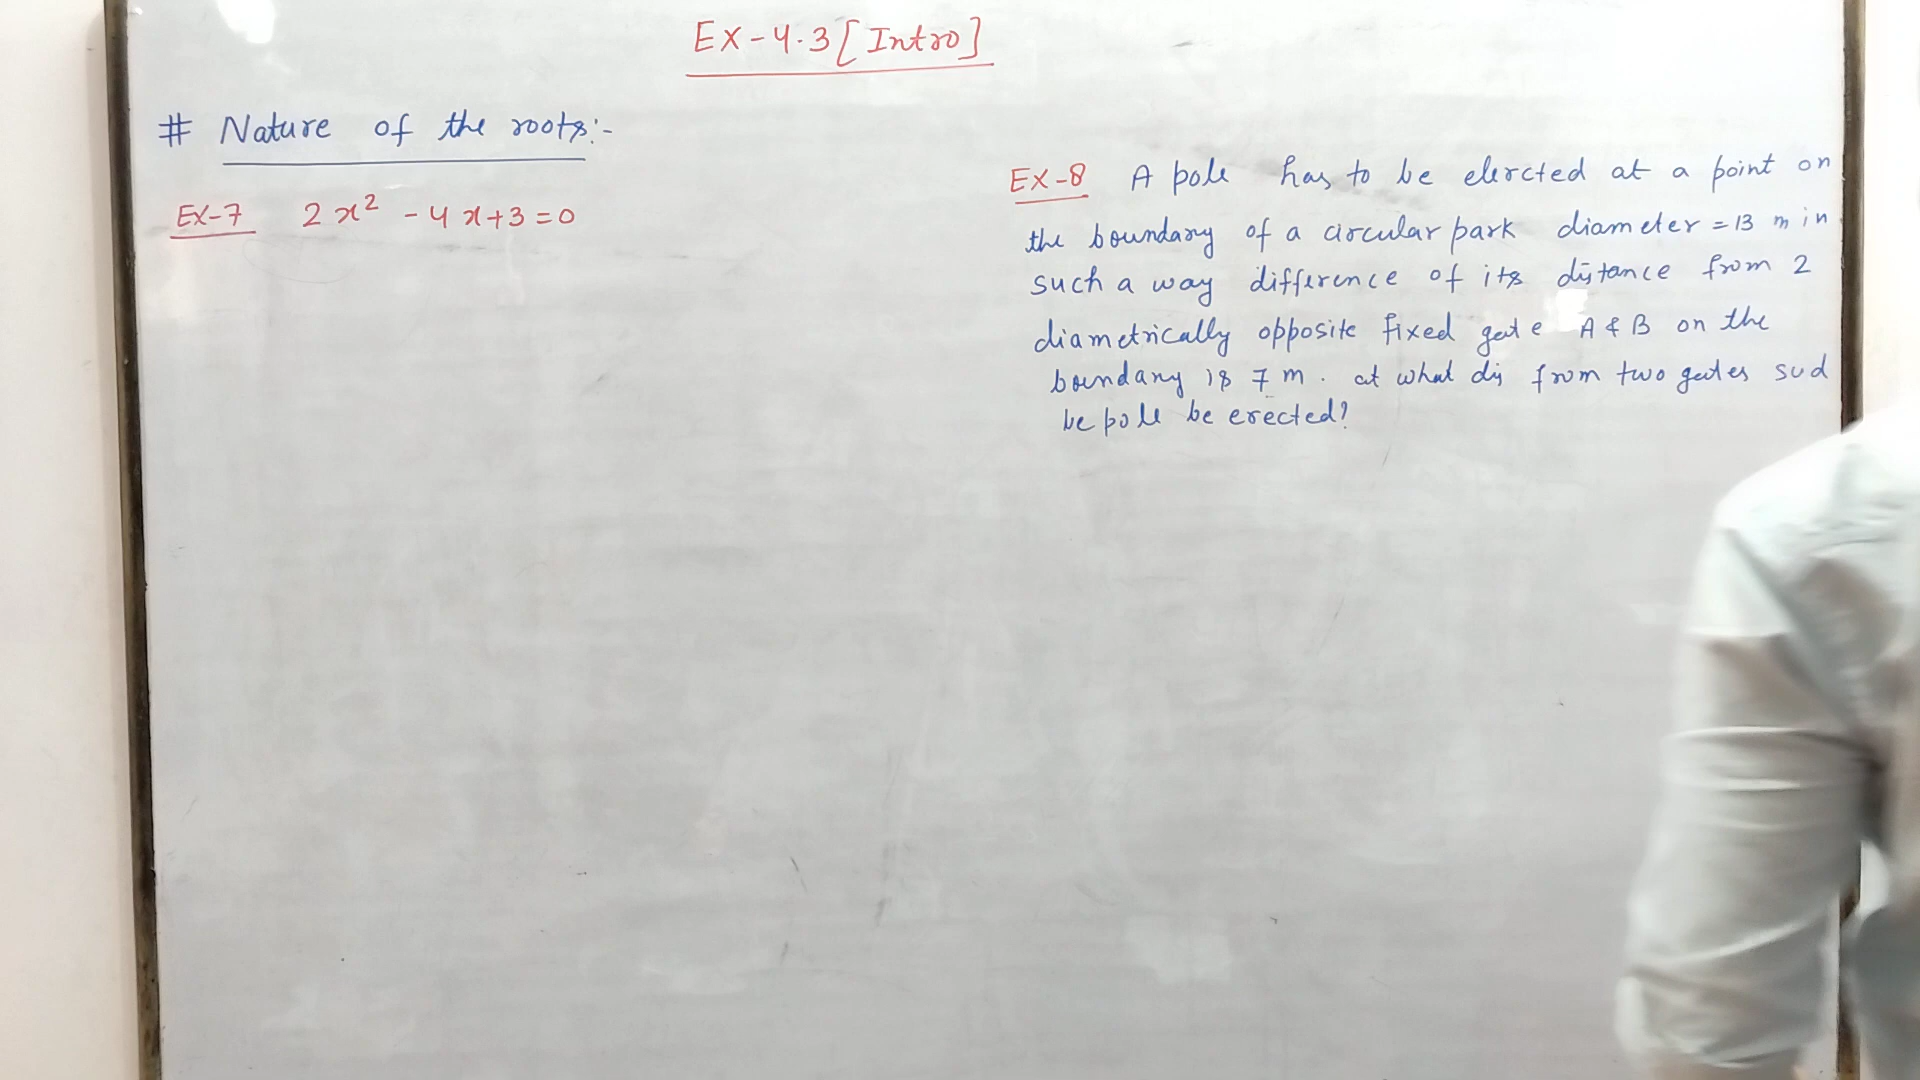 Ex-4.3 [Intro]
# Nature of the roots:-
Ex-7 2x² - 4x+3=0
Ex-8 A pole has to be elercted at a point on
the boundary of a circular park diameter = 13 m in
such a way difference of its distance from 2
diametrically opposite fixed gate A & B on the
boundary is 7 m. at what dis from two gates sud
be pole be erected?